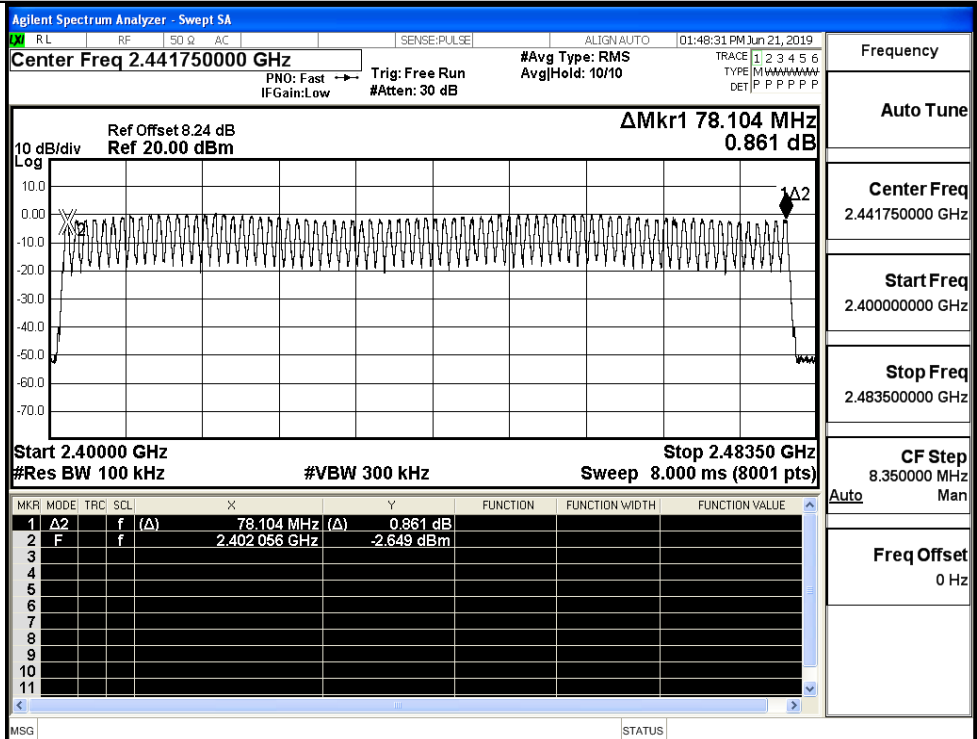 Agilent Spectrum Analyzer - Swept SA
LXI RL RF 50 Ω AC SENSE:PULSE ALIGN AUTO 01:48:31 PM Jun 21, 2019
Center Freq 2.441750000 GHz
PNO: Fast
IFGain:Low
Trig: Free Run
#Atten: 30 dB
#Avg Type: RMS
Avg|Hold: 10/10
TRACE 1 2 3 4 5 6
TYPE M WWWWW
DET P P P P P P
Frequency
ΔMkr1 78.104 MHz
0.861 dB
Ref Offset 8.24 dB
10 dB/div Ref 20.00 dBm
Log
10.0
0.00
-10.0
-20.0
-30.0
-40.0
-50.0
-60.0
-70.0
1Δ2
2
Start 2.40000 GHz Stop 2.48350 GHz
#Res BW 100 kHz #VBW 300 kHz Sweep 8.000 ms (8001 pts)
MKR MODE TRC SCL X Y FUNCTION FUNCTION WIDTH FUNCTION VALUE
1 Δ2 f (Δ) 78.104 MHz (Δ) 0.861 dB
2 F f 2.402 056 GHz -2.649 dBm
3
4
5
6
7
8
9
10
11
MSG STATUS
Auto Tune
Center Freq
2.441750000 GHz
Start Freq
2.400000000 GHz
Stop Freq
2.483500000 GHz
CF Step
8.350000 MHz
Auto Man
Freq Offset
0 Hz